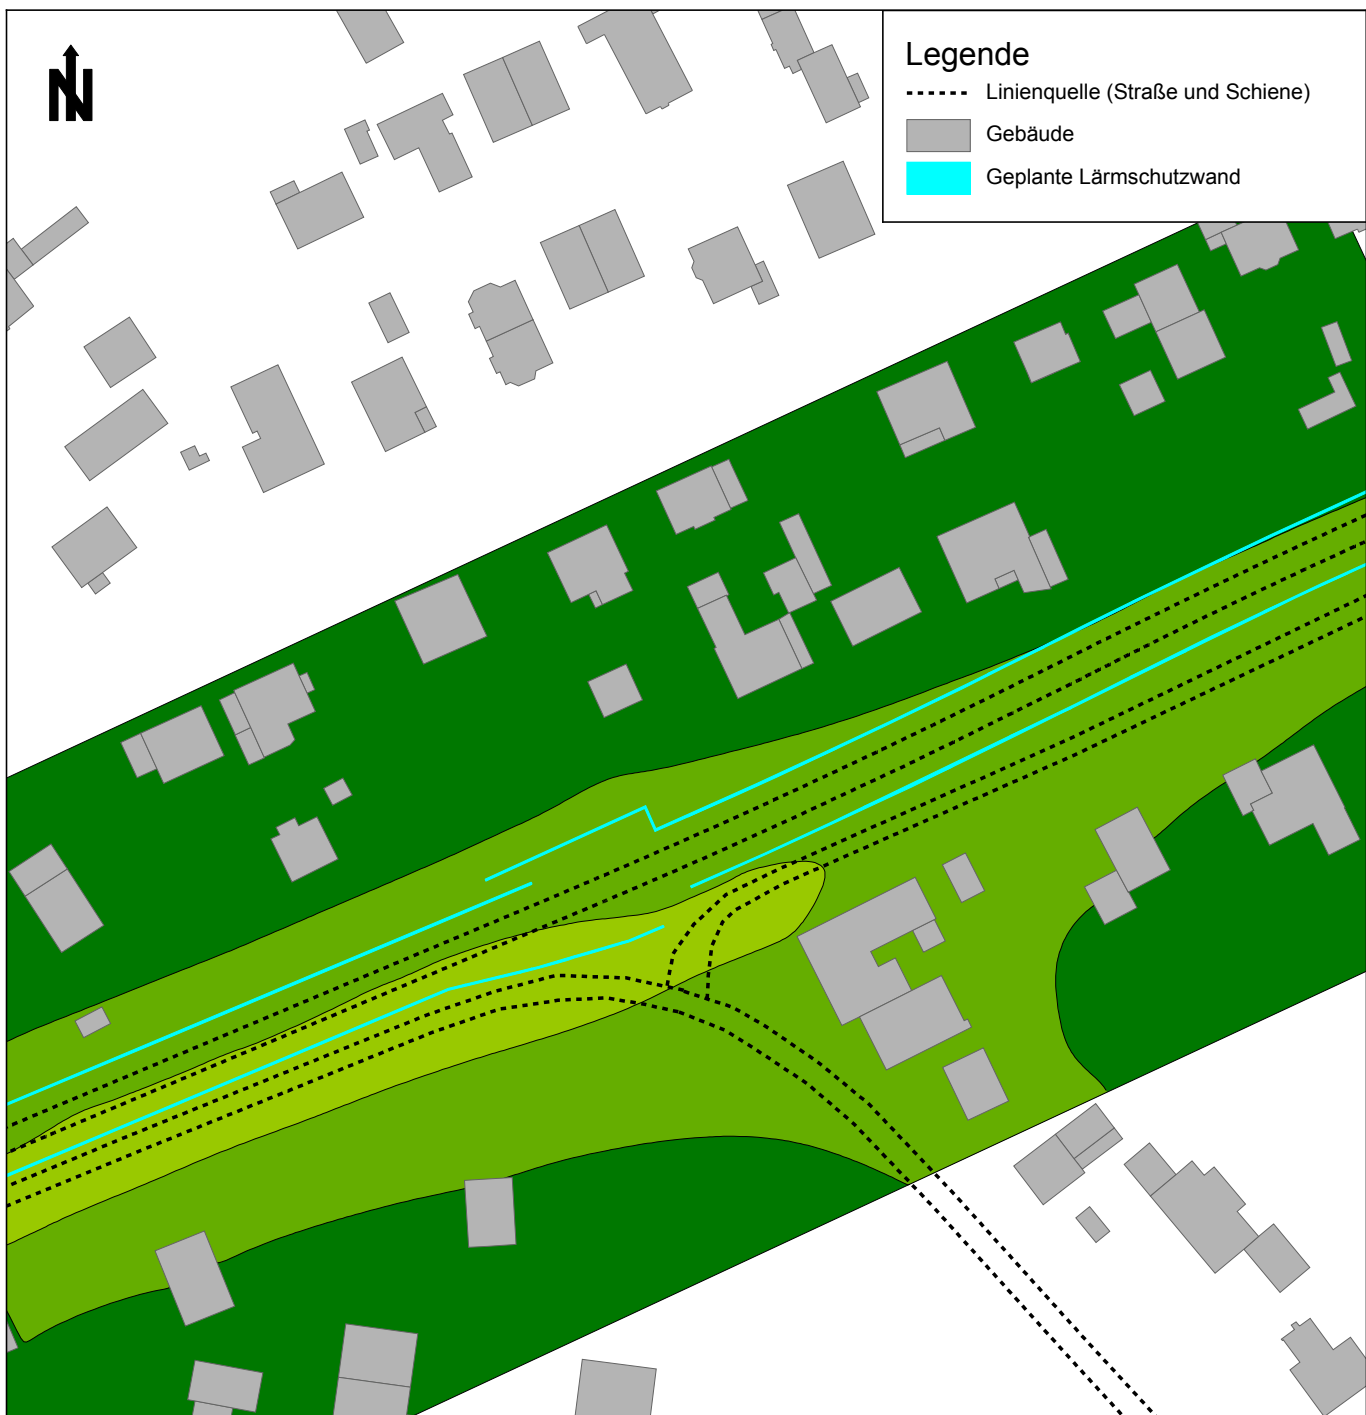 N
Legende
Linienquelle (Straße und Schiene)
Gebäude
Geplante Lärmschutzwand